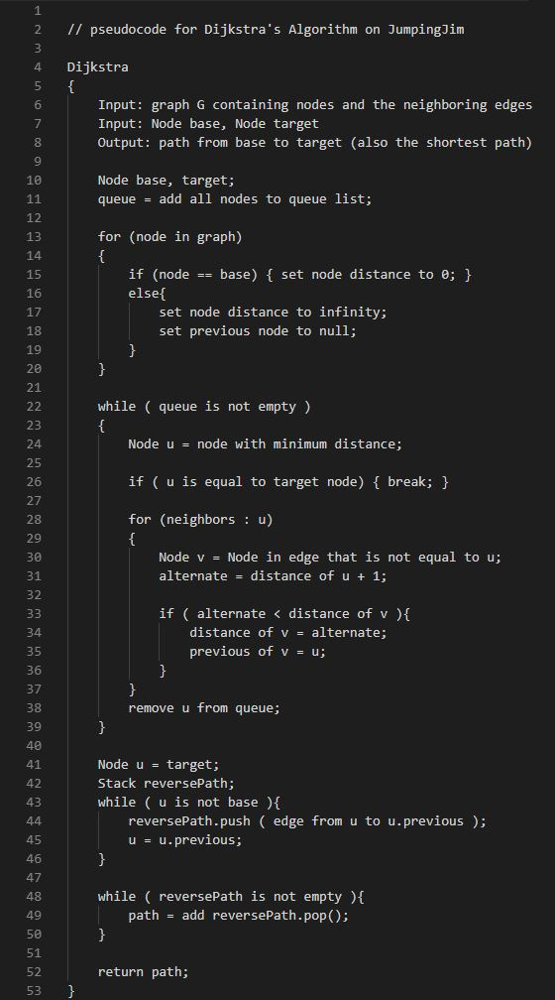 1
2 // pseudocode for Dijkstra's Algorithm on JumpingJim
3
4 Dijkstra
5 {
6 Input: graph G containing nodes and the neighboring edges
7 Input: Node base, Node target
8 Output: path from base to target (also the shortest path)
9
10 Node base, target;
11 queue = add all nodes to queue list;
12
13 for (node in graph)
14 {
15 if (node == base) { set node distance to 0; }
16 else{
17 set node distance to infinity;
18 set previous node to null;
19 }
20 }
21
22 while ( queue is not empty )
23 {
24 Node u = node with minimum distance;
25
26 if ( u is equal to target node) { break; }
27
28 for (neighbors : u)
29 {
30 Node v = Node in edge that is not equal to u;
31 alternate = distance of u + 1;
32
33 if ( alternate < distance of v ){
34 distance of v = alternate;
35 previous of v = u;
36 }
37 }
38 remove u from queue;
39 }
40
41 Node u = target;
42 Stack reversePath;
43 while ( u is not base ){
44 reversePath.push ( edge from u to u.previous );
45 u = u.previous;
46 }
47
48 while ( reversePath is not empty ){
49 path = add reversePath.pop();
50 }
51
52 return path;
53 }